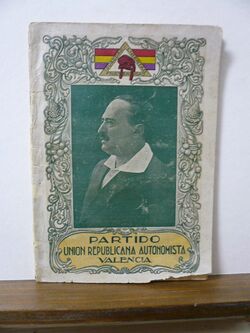 PARTIDO
UNION REPUBLICANA AUTONOMISTA
VALENCIA